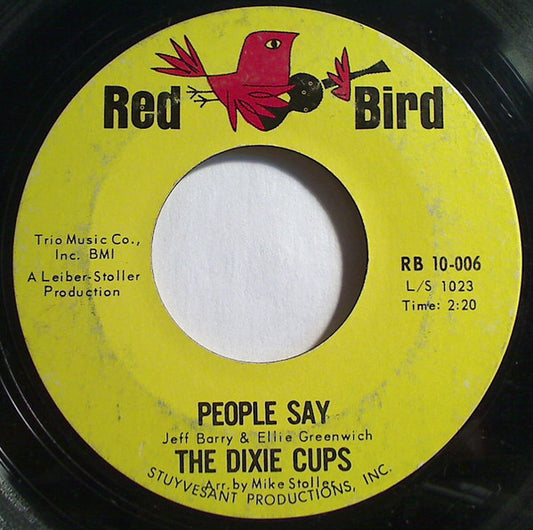 Red Bird
Trio Music Co.,
Inc. BMI
A Leiber-Stoller
Production
RB 10-006
L/S 1023
Time: 2:20
PEOPLE SAY
Jeff Barry & Ellie Greenwich
THE DIXIE CUPS
Arr. by Mike Stoller
STUYVESANT PRODUCTIONS, INC.